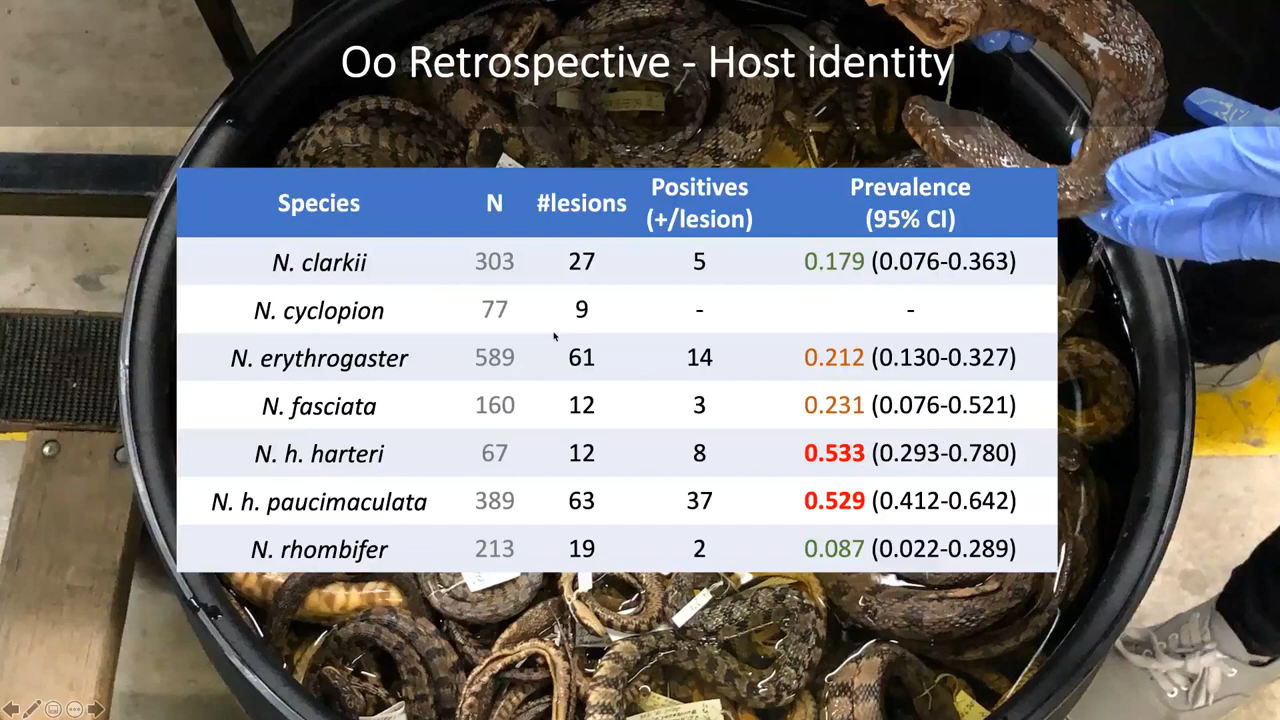 Oo Retrospective - Host identity
Species N #lesions Positives (+/lesion) Prevalence (95% CI)
N. clarkii 303 27 5 0.179 (0.076-0.363)
N. cyclopion 77 9 - -
N. erythrogaster 589 61 14 0.212 (0.130-0.327)
N. fasciata 160 12 3 0.231 (0.076-0.521)
N. h. harteri 67 12 8 0.533 (0.293-0.780)
N. h. paucimaculata 389 63 37 0.529 (0.412-0.642)
N. rhombifer 213 19 2 0.087 (0.022-0.289)